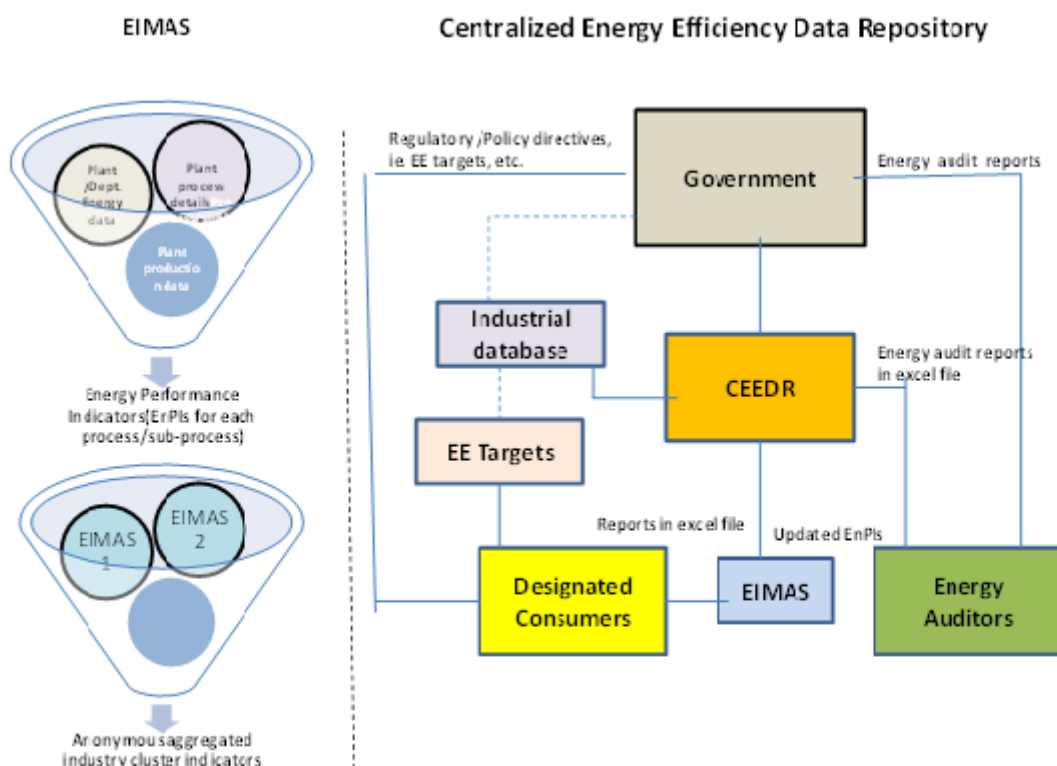 EIMAS
Centralized Energy Efficiency Data Repository
Plant
/Dept.
Energy
data
Plant
process
details
Plant
productio
n data
Energy Performance
Indicators(EnPIs for each
process/sub-process)
EIMAS
1
EIMAS
2
Anonymous aggregated
industry cluster indicators
Regulatory /Policy directives,
ie. EE targets, etc.
Government
Energy audit reports
Industrial
database
CEEDR
Energy audit reports
in excel file
EE Targets
Reports in excel file
Updated EnPIs
Designated
Consumers
EIMAS
Energy
Auditors